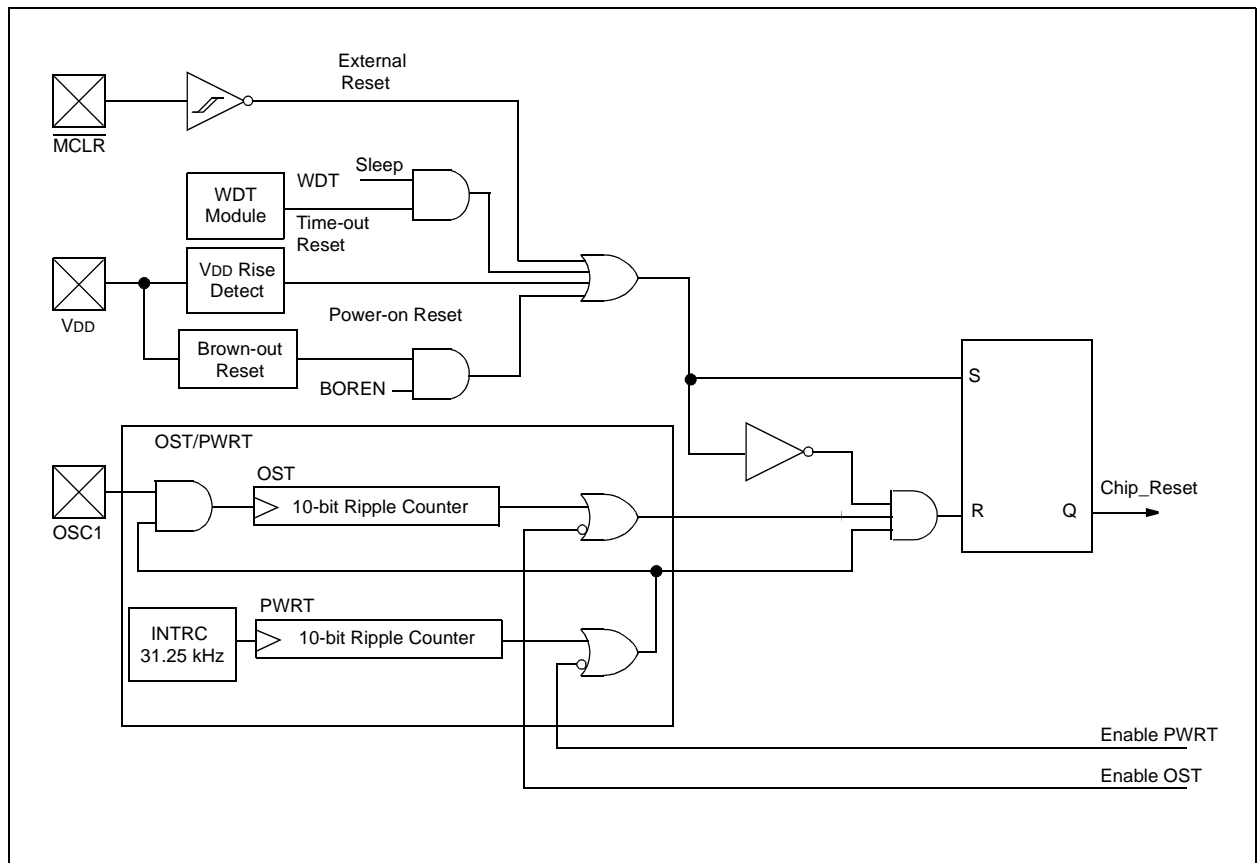 External
Reset
MCLR
Sleep
WDT
WDT
Module
Time-out
Reset
VDD Rise
Detect
VDD
Power-on Reset
Brown-out
Reset
BOREN
S
OST/PWRT
OST
10-bit Ripple Counter
OSC1
R
Q
Chip_Reset
PWRT
INTRC
31.25 kHz
10-bit Ripple Counter
Enable PWRT
Enable OST